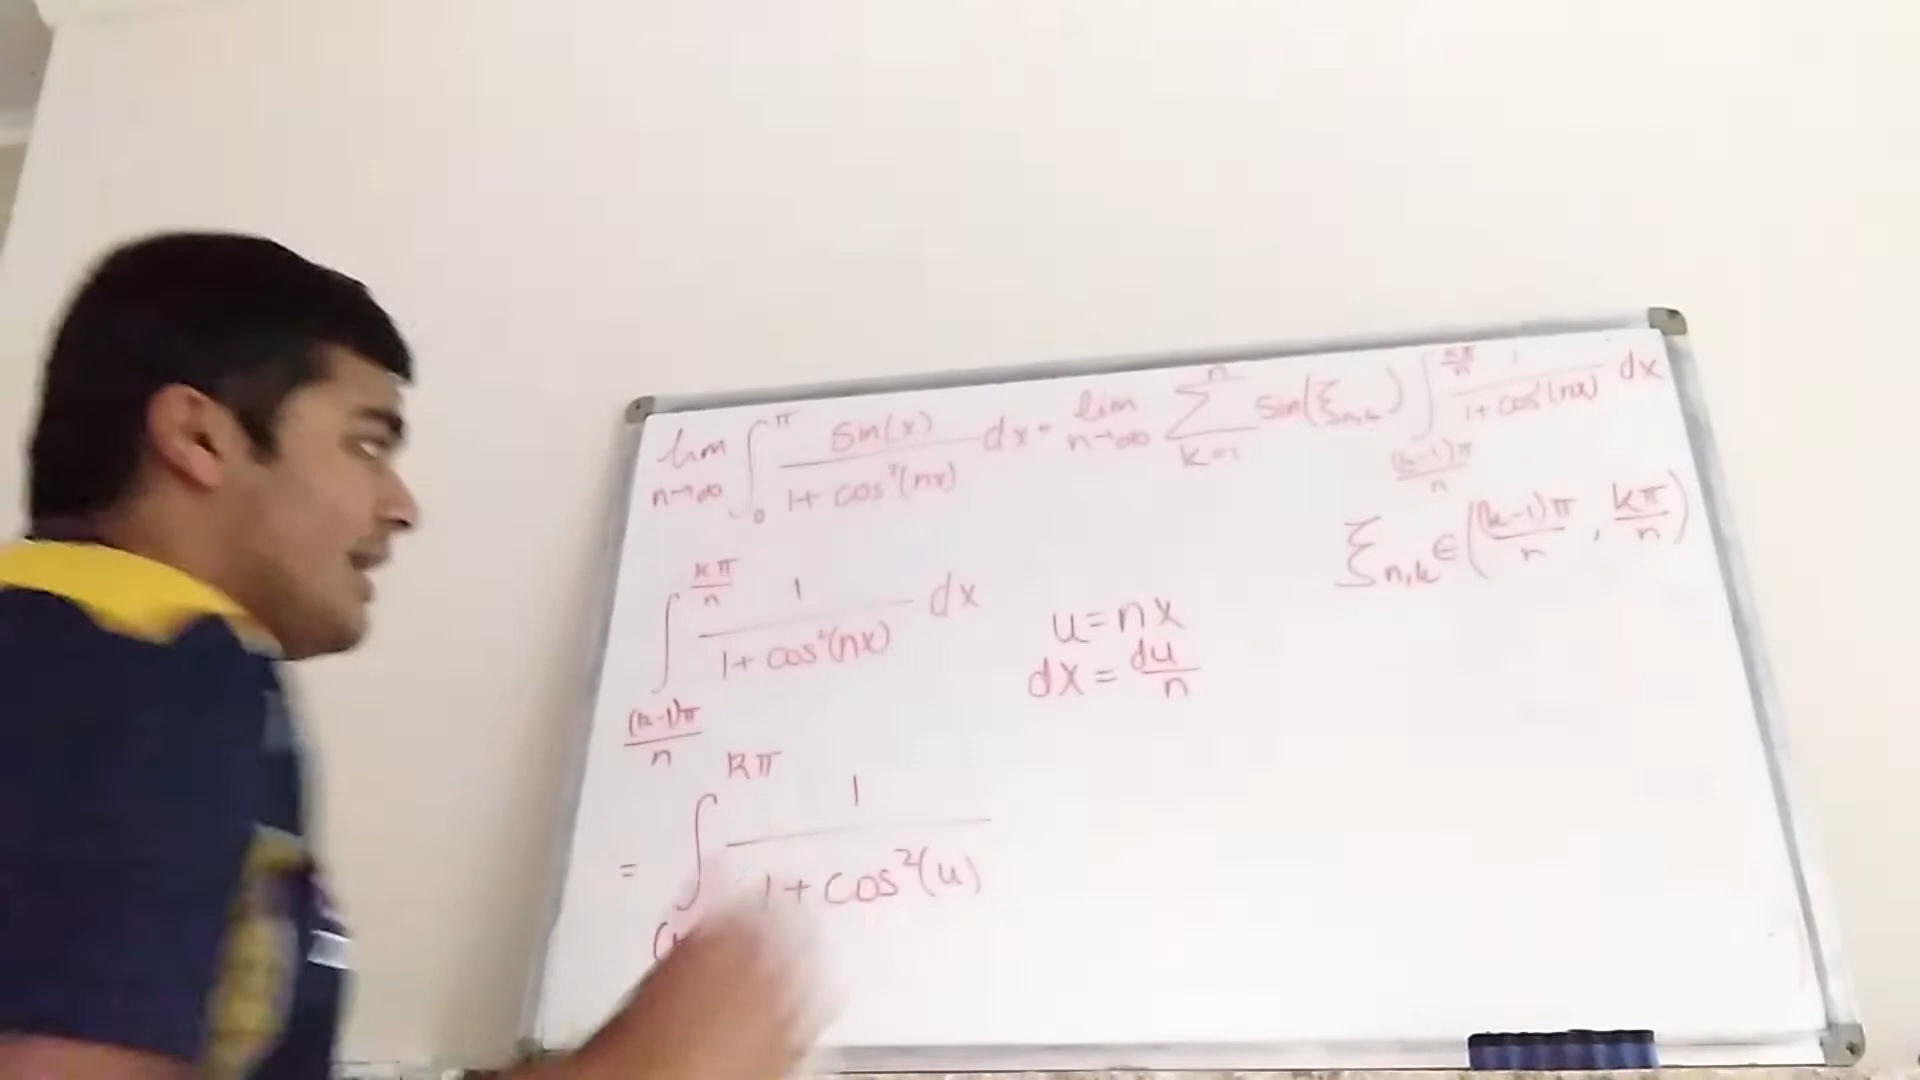 lim n→∞ ∫_0^π sin(x)/(1+cos²(nx)) dx = lim n→∞ Σ_{k=1}^n sin(ξ_{n,k}) ∫_{(k-1)π/n}^{kπ/n} 1/(1+cos²(nx)) dx
ξ_{n,k} ∈ ((k-1)π/n , kπ/n)
∫_{(k-1)π/n}^{kπ/n} 1/(1+cos²(nx)) dx
u = nx
dx = du/n
= ∫^{kπ} 1/(1+cos²(u))